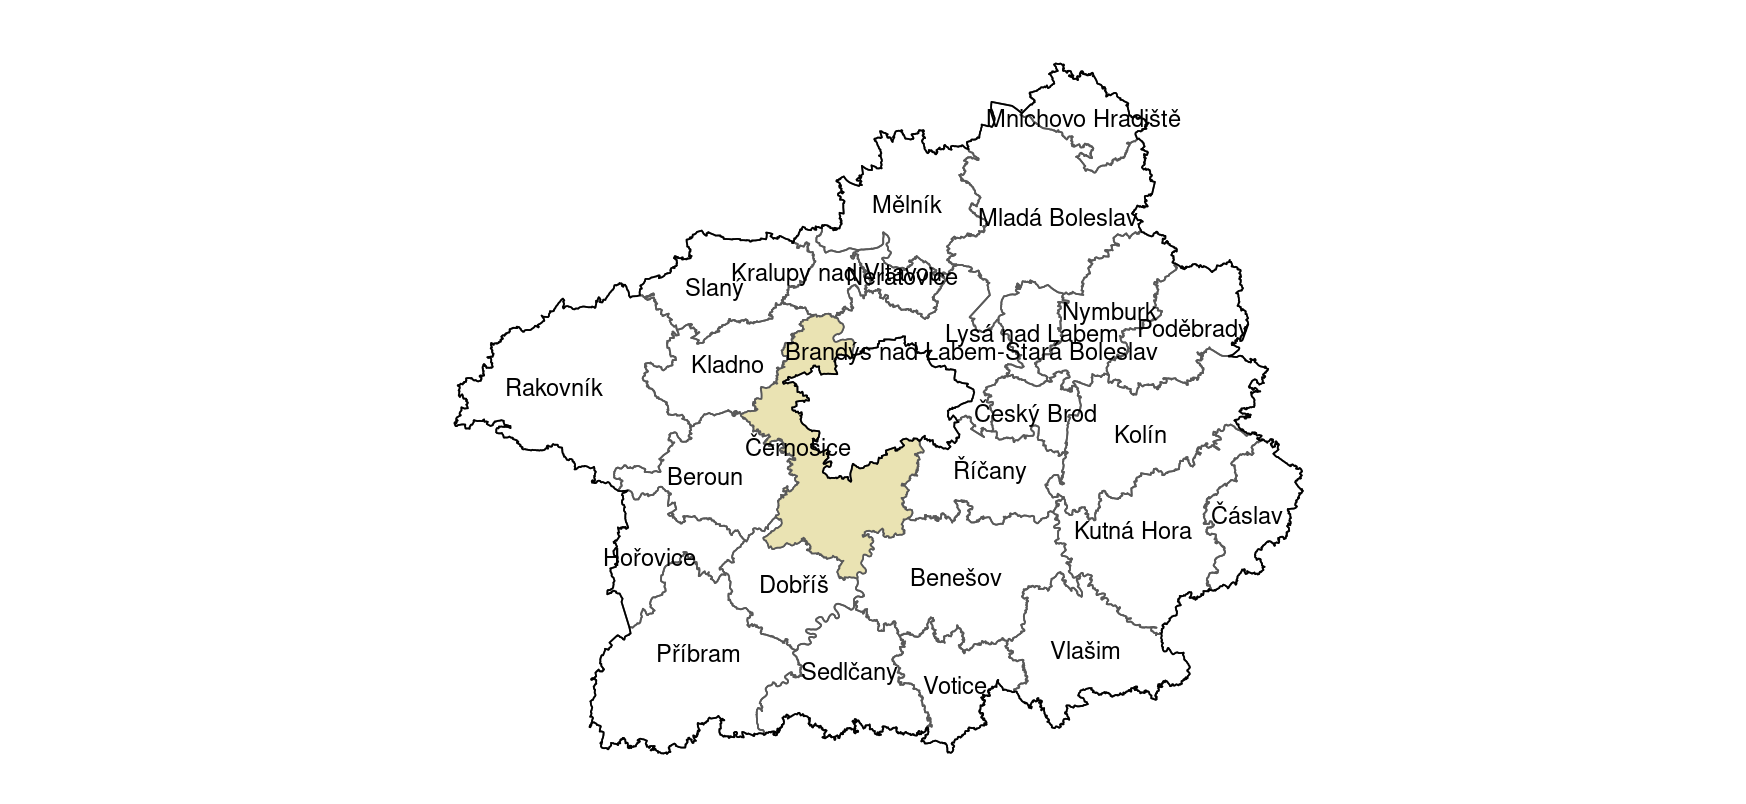 Mnichovo Hradiště
Mělník
Mladá Boleslav
Kralupy nad Vltavou
Neratovice
Slaný
Nymburk
Poděbrady
Lysá nad Labem
Brandýs nad Labem-Stará Boleslav
Kladno
Rakovník
Český Brod
Kolín
Černošice
Říčany
Beroun
Čáslav
Kutná Hora
Hořovice
Benešov
Dobříš
Vlašim
Příbram
Sedlčany
Votice